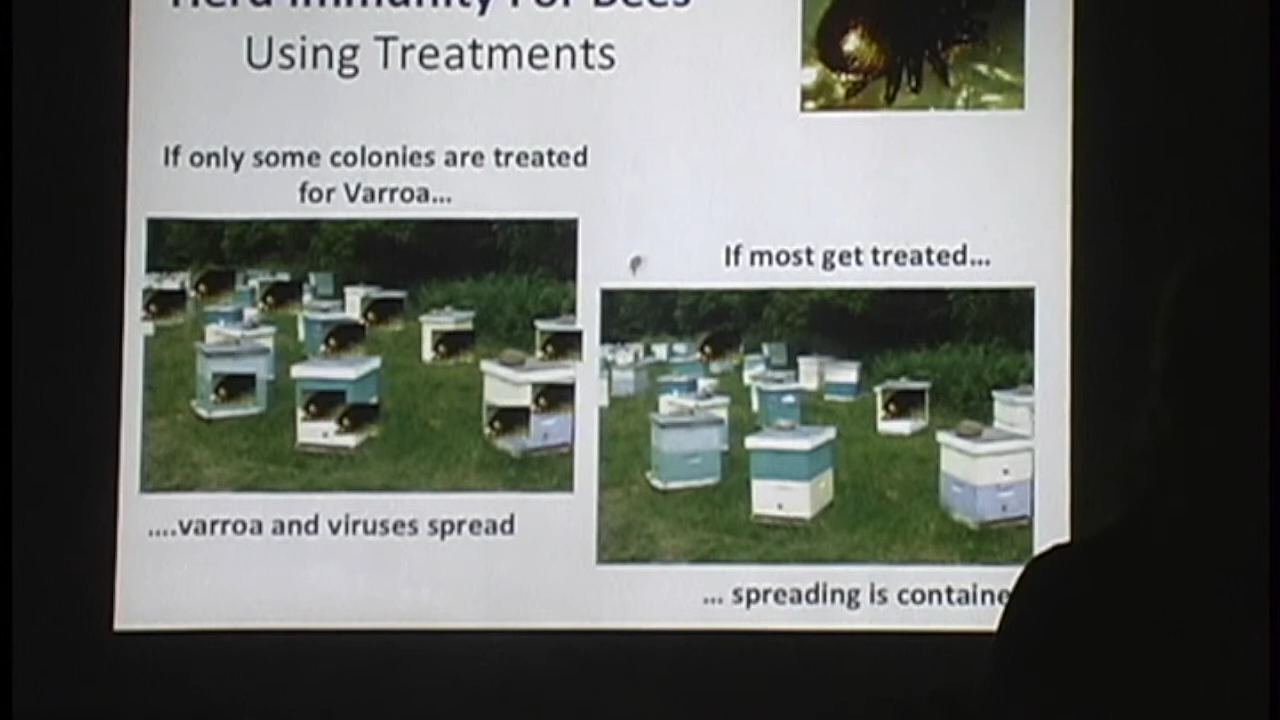 Herd Immunity For Bees
Using Treatments
If only some colonies are treated
for Varroa...
If most get treated...
....varroa and viruses spread
... spreading is containe